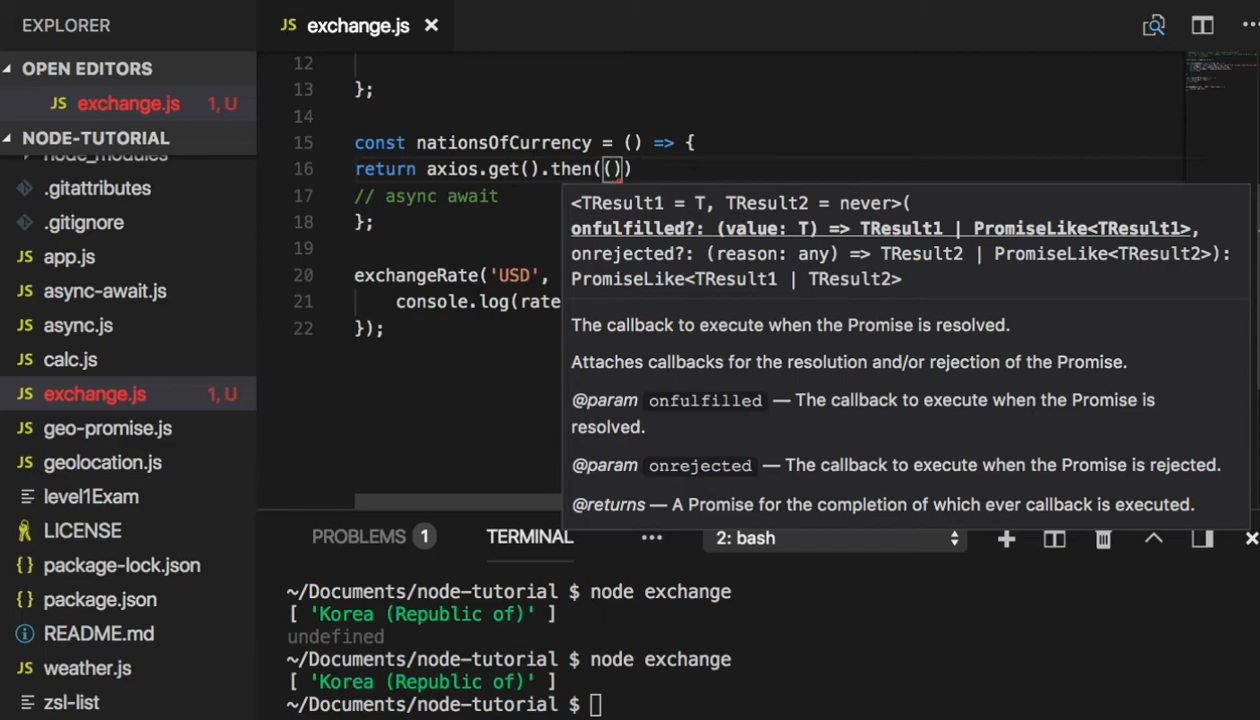 EXPLORER
JS exchange.js
OPEN EDITORS
JS exchange.js 1, U
NODE-TUTORIAL
node_modules
.gitattributes
.gitignore
JS app.js
JS async-await.js
JS async.js
JS calc.js
JS exchange.js 1, U
JS geo-promise.js
JS geolocation.js
level1Exam
LICENSE
{} package-lock.json
{} package.json
README.md
JS weather.js
zsl-list
12
13 };
14
15 const nationsOfCurrency = () => {
16 return axios.get().then(())
17 // async await
18 };
19
20 exchangeRate('USD',
21 console.log(rate
22 });
<TResult1 = T, TResult2 = never>(
onfulfilled?: (value: T) => TResult1 | PromiseLike<TResult1>,
onrejected?: (reason: any) => TResult2 | PromiseLike<TResult2>):
PromiseLike<TResult1 | TResult2>
The callback to execute when the Promise is resolved.
Attaches callbacks for the resolution and/or rejection of the Promise.
@param onfulfilled — The callback to execute when the Promise is
resolved.
@param onrejected — The callback to execute when the Promise is rejected.
@returns — A Promise for the completion of which ever callback is executed.
PROBLEMS 1 TERMINAL ... 2: bash
~/Documents/node-tutorial $ node exchange
[ 'Korea (Republic of)' ]
undefined
~/Documents/node-tutorial $ node exchange
[ 'Korea (Republic of)' ]
~/Documents/node-tutorial $